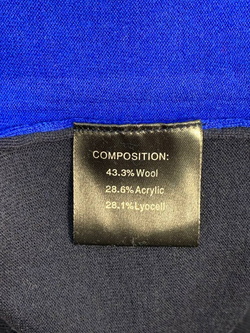 COMPOSITION:
43.3% Wool
28.6% Acrylic
28.1% Lyocell